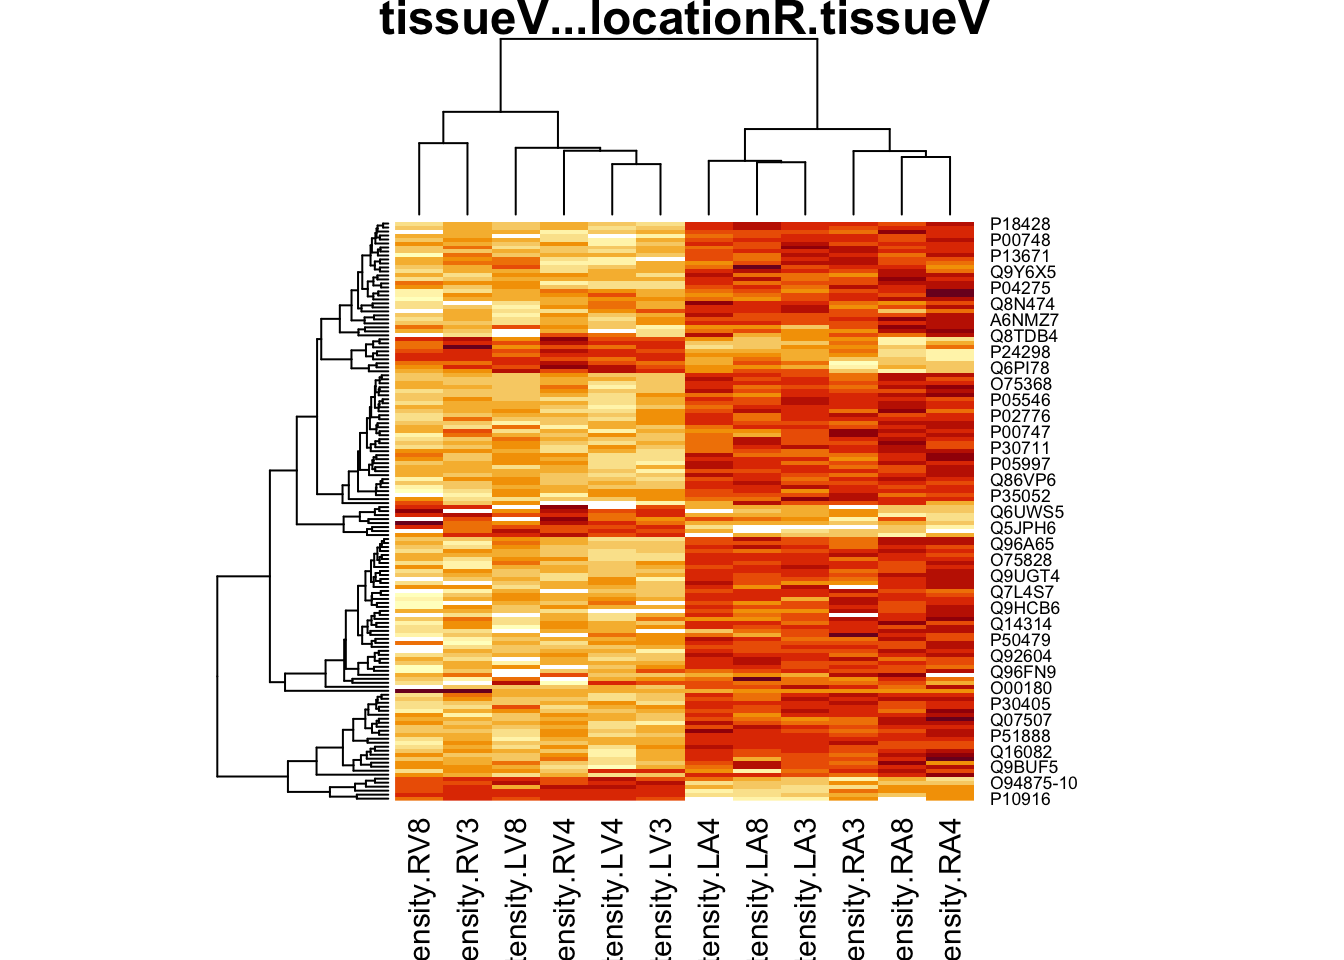 tissueV...locationR.tissueV
P18428
P00748
P13671
Q9Y6X5
P04275
Q8N474
A6NMZ7
Q8TDB4
P24298
Q6PI78
O75368
P05546
P02776
P00747
P30711
P05997
Q86VP6
P35052
Q6UWS5
Q5JPH6
Q96A65
O75828
Q9UGT4
Q7L4S7
Q9HCB6
Q14314
P50479
Q92604
Q96FN9
O00180
P30405
Q07507
P51888
Q16082
Q9BUF5
O94875-10
P10916
ensity.RV8
ensity.RV3
tensity.LV8
ensity.RV4
tensity.LV4
tensity.LV3
tensity.LA4
tensity.LA8
tensity.LA3
ensity.RA3
ensity.RA8
ensity.RA4